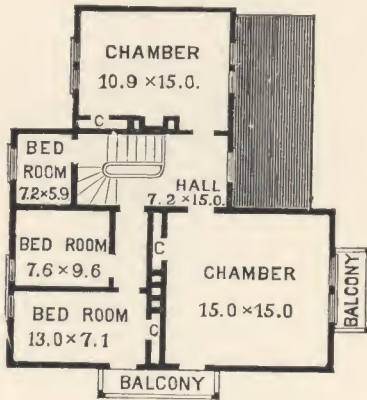 CHAMBER
10.9 × 15.0.
C
BED
ROOM
7.2 × 5.9
HALL
7.2 × 15.0.
BED ROOM
7.6 × 9.6
C
CHAMBER
15.0 × 15.0
BALCONY
BED ROOM
13.0 × 7.1
C
BALCONY